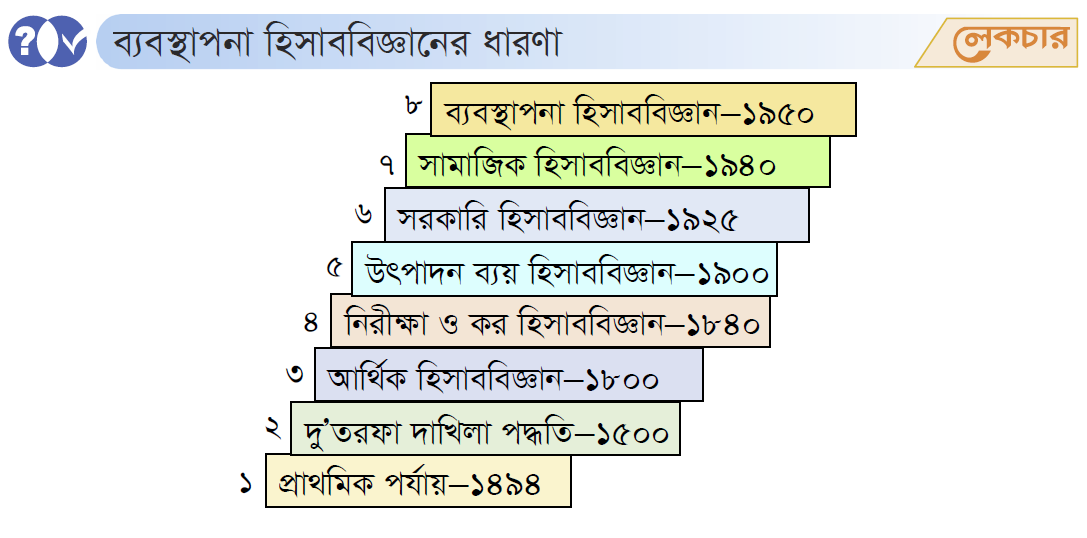 ব্যবস্থাপনা হিসাববিজ্ঞানের ধারণা
লেকচার
৮ ব্যবস্থাপনা হিসাববিজ্ঞান–১৯৫০
৭ সামাজিক হিসাববিজ্ঞান–১৯৪০
৬ সরকারি হিসাববিজ্ঞান–১৯২৫
৫ উৎপাদন ব্যয় হিসাববিজ্ঞান–১৯০০
৪ নিরীক্ষা ও কর হিসাববিজ্ঞান–১৮৪০
৩ আর্থিক হিসাববিজ্ঞান–১৮০০
২ দু’তরফা দাখিলা পদ্ধতি–১৫০০
১ প্রাথমিক পর্যায়–১৪৯৪